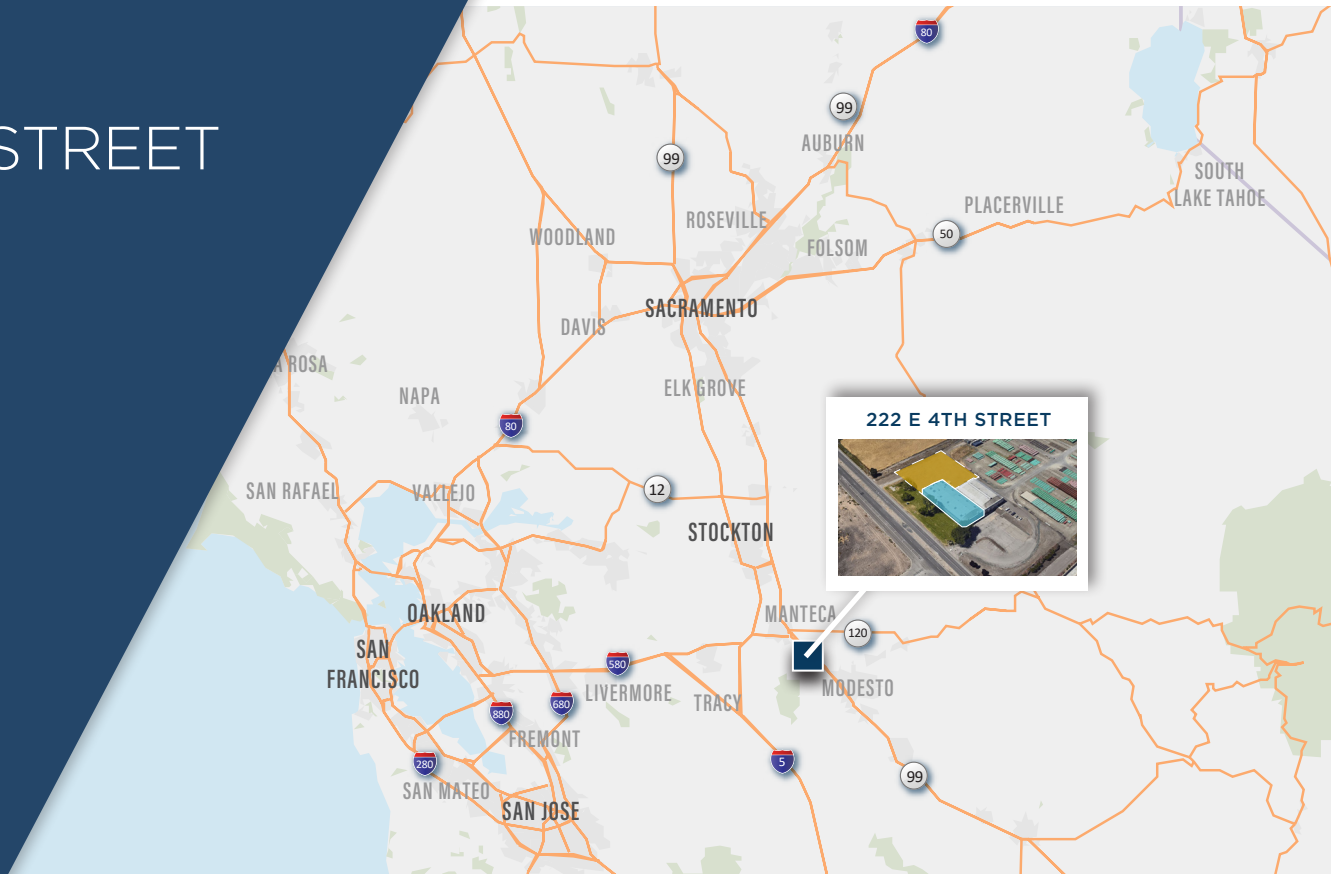 STREET
80
99
AUBURN
99
SOUTH
LAKE TAHOE
PLACERVILLE
ROSEVILLE
50
WOODLAND
FOLSOM
SACRAMENTO
DAVIS
A ROSA
ELK GROVE
NAPA
222 E 4TH STREET
80
SAN RAFAEL
VALLEJO
12
STOCKTON
OAKLAND
MANTECA
120
SAN
FRANCISCO
580
LIVERMORE
TRACY
MODESTO
680
880
FREMONT
280
5
99
SAN MATEO
SAN JOSE